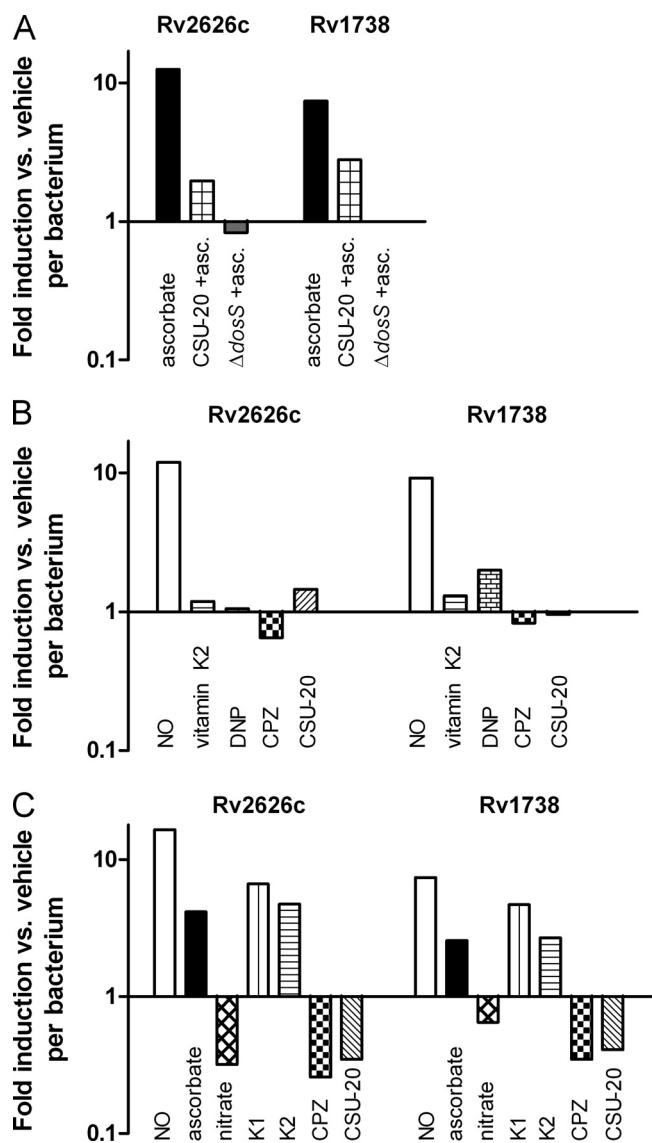 A
Rv2626c Rv1738
Fold induction vs. vehicle
per bacterium
10
1
0.1
ascorbate
CSU-20 +asc.
ΔdosS +asc.
ascorbate
CSU-20 +asc.
ΔdosS +asc.
B
Rv2626c Rv1738
Fold induction vs. vehicle
per bacterium
10
1
0.1
NO
vitamin K2
DNP
CPZ
CSU-20
NO
vitamin K2
DNP
CPZ
CSU-20
C
Rv2626c Rv1738
Fold induction vs. vehicle
per bacterium
10
1
0.1
NO
ascorbate
nitrate
K1
K2
CPZ
CSU-20
NO
ascorbate
nitrate
K1
K2
CPZ
CSU-20